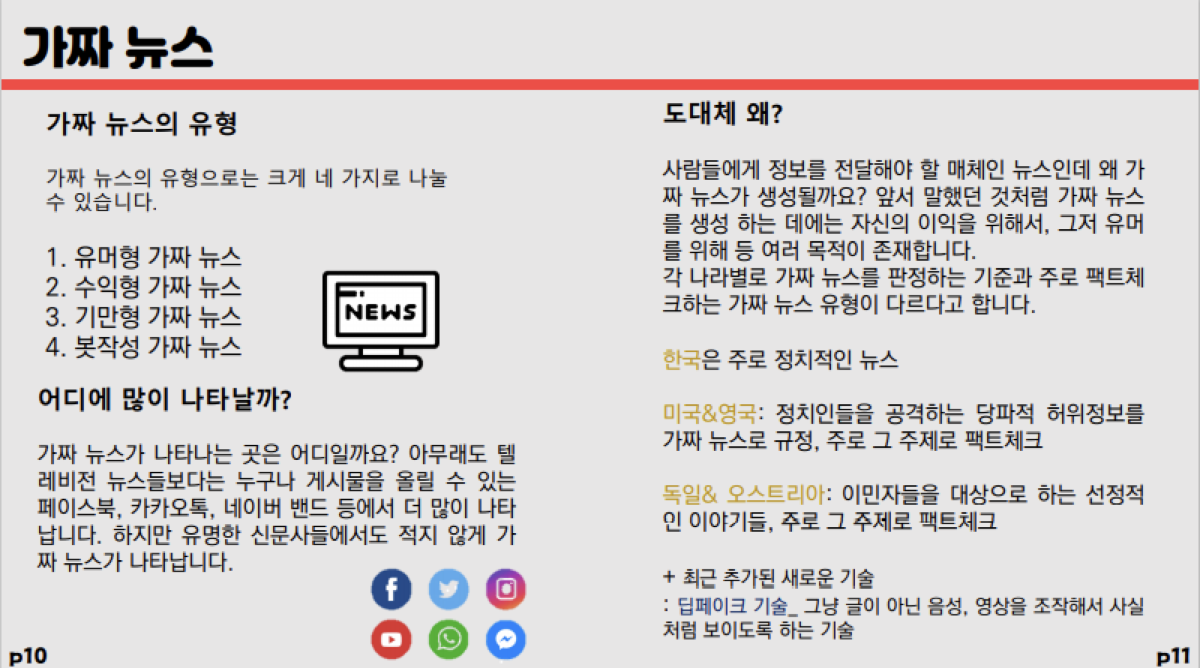 가짜 뉴스
가짜 뉴스의 유형
가짜 뉴스의 유형으로는 크게 네 가지로 나눌
수 있습니다.
1. 유머형 가짜 뉴스
2. 수익형 가짜 뉴스
3. 기만형 가짜 뉴스
4. 봇작성 가짜 뉴스
NEWS
어디에 많이 나타날까?
가짜 뉴스가 나타나는 곳은 어디일까요? 아무래도 텔
레비전 뉴스들보다는 누구나 게시물을 올릴 수 있는
페이스북, 카카오톡, 네이버 밴드 등에서 더 많이 나타
납니다. 하지만 유명한 신문사들에서도 적지 않게 가
짜 뉴스가 나타납니다.
p10
도대체 왜?
사람들에게 정보를 전달해야 할 매체인 뉴스인데 왜 가
짜 뉴스가 생성될까요? 앞서 말했던 것처럼 가짜 뉴스
를 생성 하는 데에는 자신의 이익을 위해서, 그저 유머
를 위해 등 여러 목적이 존재합니다.
각 나라별로 가짜 뉴스를 판정하는 기준과 주로 팩트체
크하는 가짜 뉴스 유형이 다르다고 합니다.
한국은 주로 정치적인 뉴스
미국&영국: 정치인들을 공격하는 당파적 허위정보를
가짜 뉴스로 규정, 주로 그 주제로 팩트체크
독일& 오스트리아: 이민자들을 대상으로 하는 선정적
인 이야기들, 주로 그 주제로 팩트체크
+ 최근 추가된 새로운 기술
: 딥페이크 기술_ 그냥 글이 아닌 음성, 영상을 조작해서 사실
처럼 보이도록 하는 기술
p11